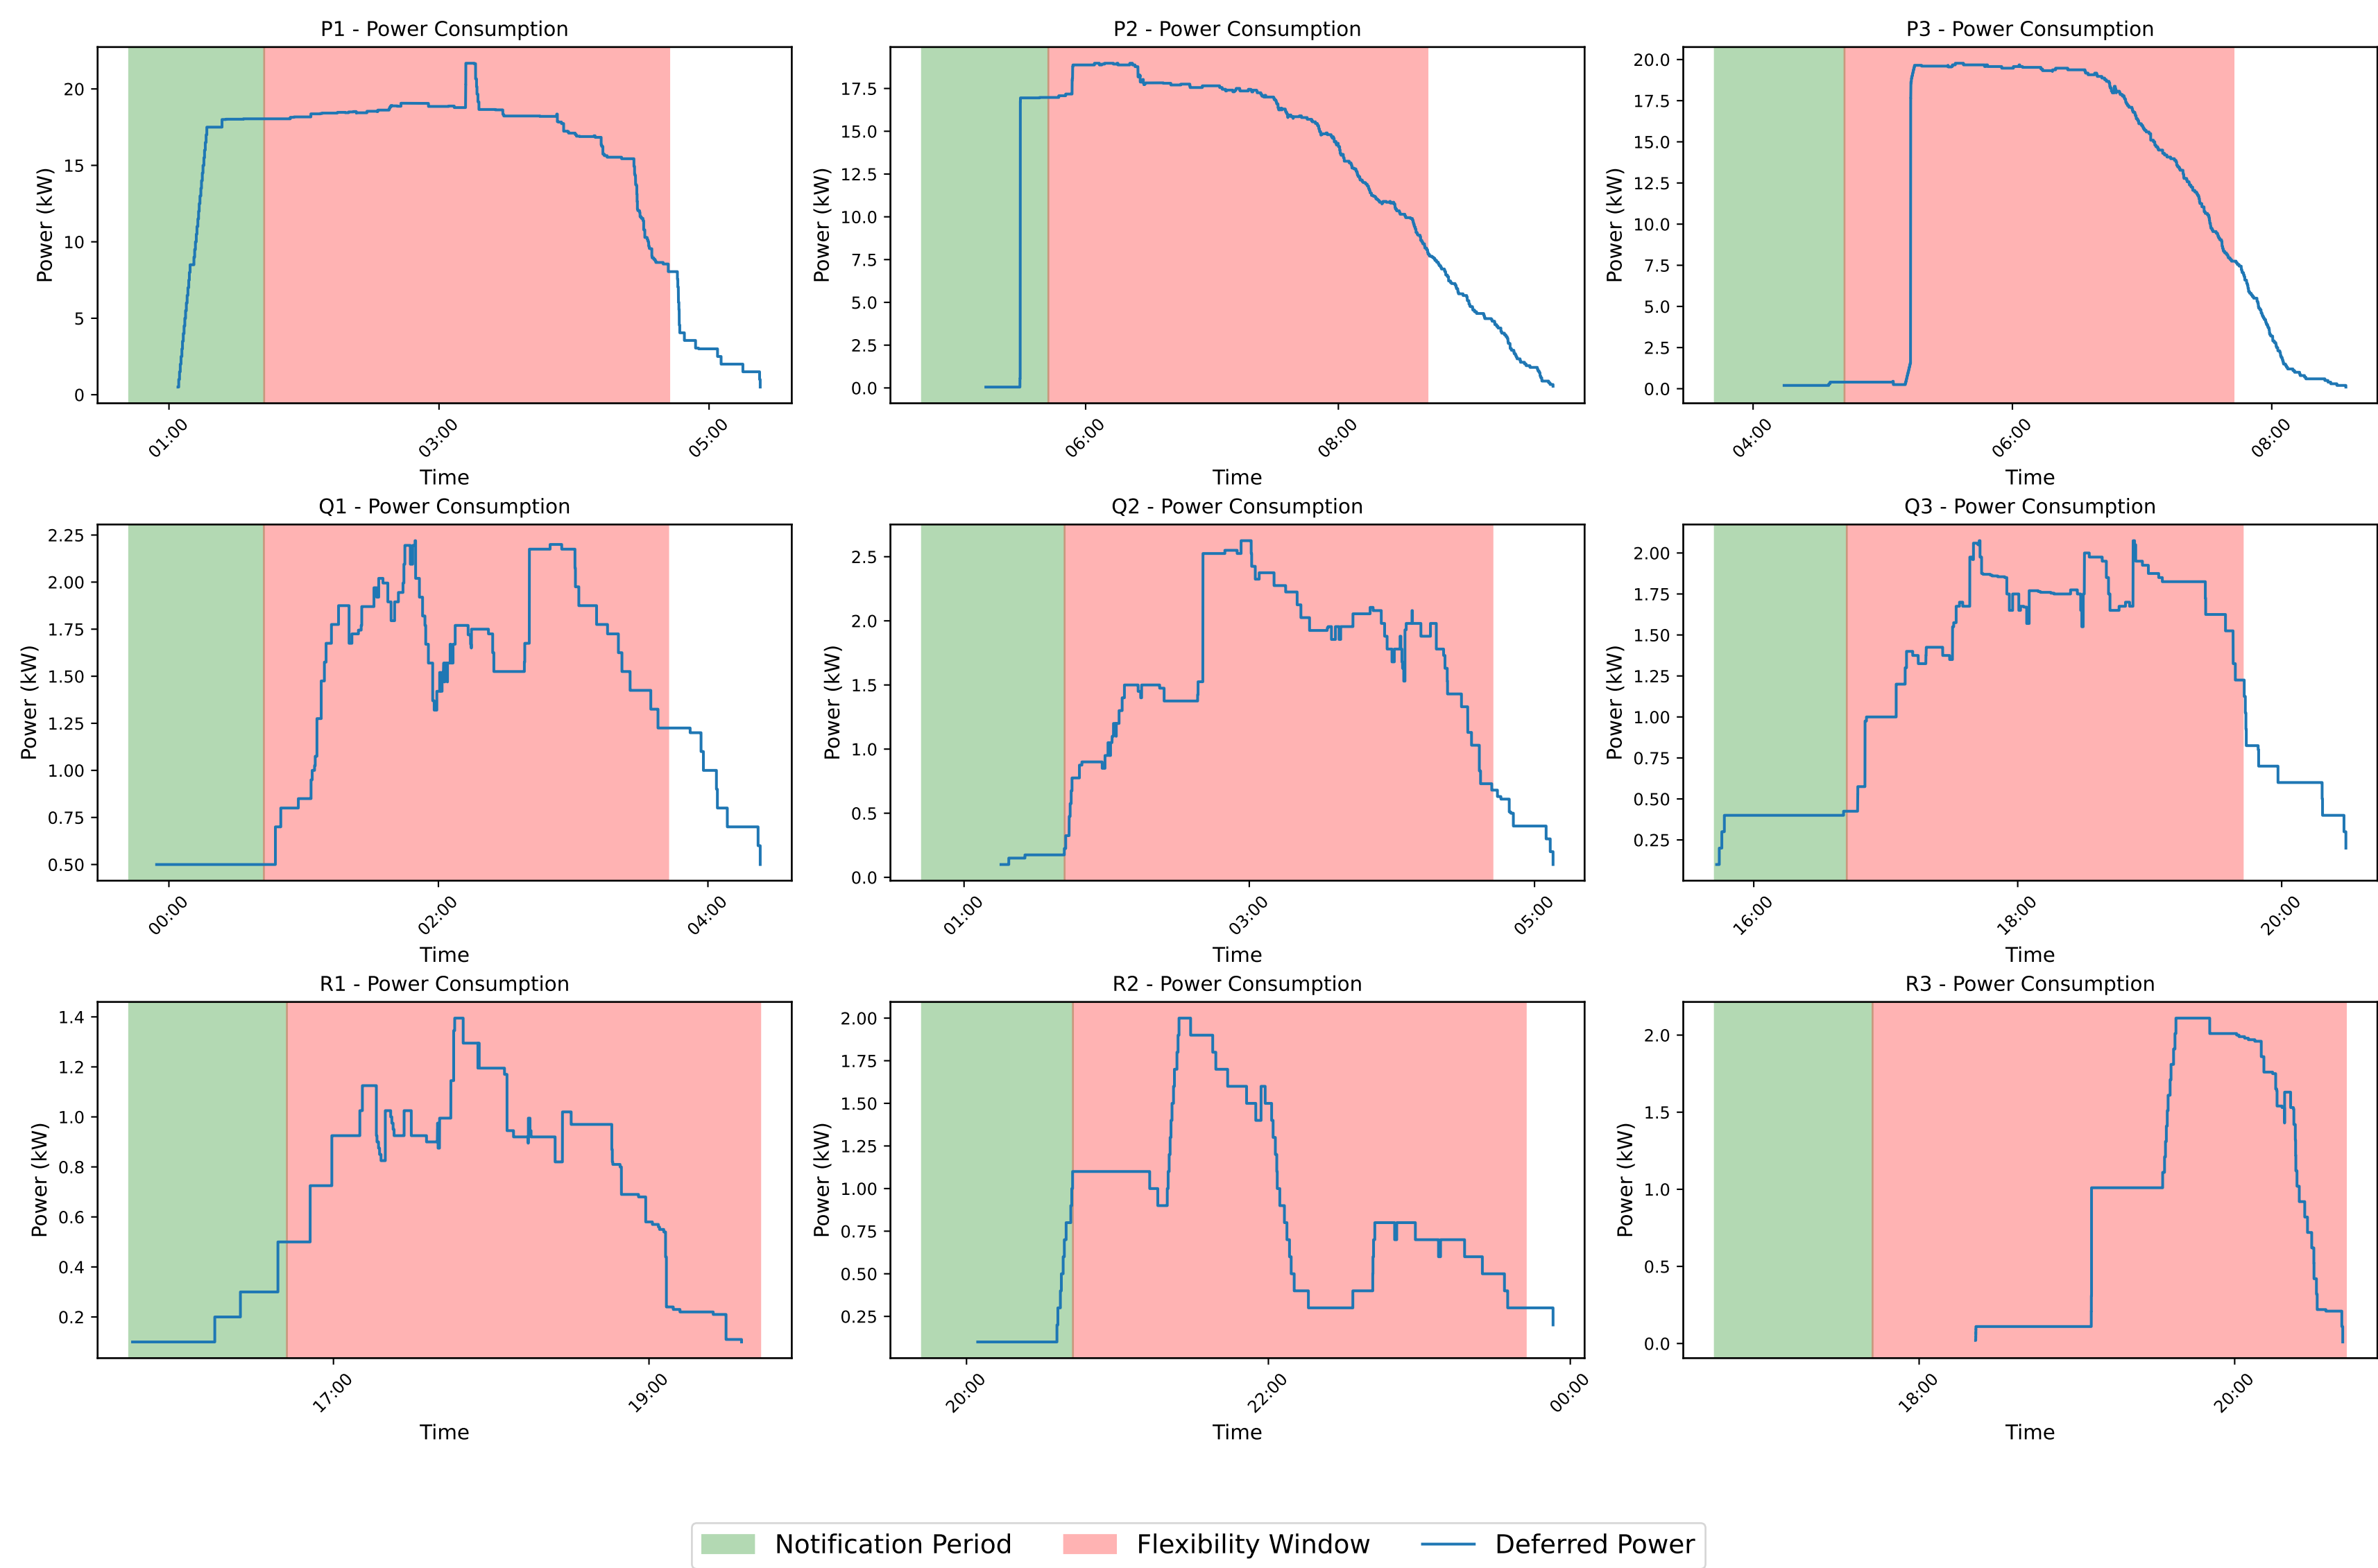 P1 - Power Consumption
Power (kW)
20
15
10
5
0
01:00
03:00
05:00
Time
P2 - Power Consumption
Power (kW)
17.5
15.0
12.5
10.0
7.5
5.0
2.5
0.0
06:00
08:00
Time
P3 - Power Consumption
Power (kW)
20.0
17.5
15.0
12.5
10.0
7.5
5.0
2.5
0.0
04:00
06:00
08:00
Time
Q1 - Power Consumption
Power (kW)
2.25
2.00
1.75
1.50
1.25
1.00
0.75
0.50
00:00
02:00
04:00
Time
Q2 - Power Consumption
Power (kW)
2.5
2.0
1.5
1.0
0.5
0.0
01:00
03:00
05:00
Time
Q3 - Power Consumption
Power (kW)
2.00
1.75
1.50
1.25
1.00
0.75
0.50
0.25
16:00
18:00
20:00
Time
R1 - Power Consumption
Power (kW)
1.4
1.2
1.0
0.8
0.6
0.4
0.2
17:00
19:00
Time
R2 - Power Consumption
Power (kW)
2.00
1.75
1.50
1.25
1.00
0.75
0.50
0.25
20:00
22:00
00:00
Time
R3 - Power Consumption
Power (kW)
2.0
1.5
1.0
0.5
0.0
18:00
20:00
Time
Notification Period
Flexibility Window
Deferred Power